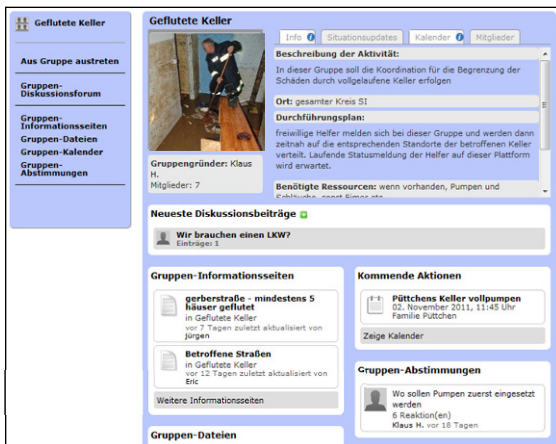 Geflutete Keller
Aus Gruppe austreten
Gruppen-
Diskussionsforum
Gruppen-
Informationsseiten
Gruppen-Dateien
Gruppen-Kalender
Gruppen-
Abstimmungen
Geflutete Keller
Info
Situationsupdates
Kalender
Mitglieder
Gruppengründer: Klaus
H.
Mitglieder: 7
Beschreibung der Aktivität:
In dieser Gruppe soll die Koordination für die Begrenzung der
Schäden durch vollgelaufene Keller erfolgen
Ort: gesamter Kreis SI
Durchführungsplan:
freiwillige Helfer melden sich bei dieser Gruppe und werden dann
zeitnah auf die entsprechenden Standorte der betroffenen Keller
verteilt. Laufende Statusmeldung der Helfer auf dieser Plattform
wird erwartet.
Benötigte Ressourcen: wenn vorhanden, Pumpen und
Schläuche, sonst Eimer etc.
Neueste Diskussionsbeiträge
Wir brauchen einen LKW?
Einträge: 1
Gruppen-Informationsseiten
gerberstraße - mindestens 5
häuser geflutet
in Geflutete Keller
vor 7 Tagen zuletzt aktualisiert von
Jürgen
Betroffene Straßen
in Geflutete Keller
vor 12 Tagen zuletzt aktualisiert von
Eric
Weitere Informationsseiten
Gruppen-Dateien
Kommende Aktionen
Püttchens Keller vollpumpen
02. November 2011, 11:45 Uhr
Familie Püttchen
Zeige Kalender
Gruppen-Abstimmungen
Wo sollen Pumpen zuerst eingesetzt
werden
6 Reaktion(en)
Klaus H. vor 18 Tagen